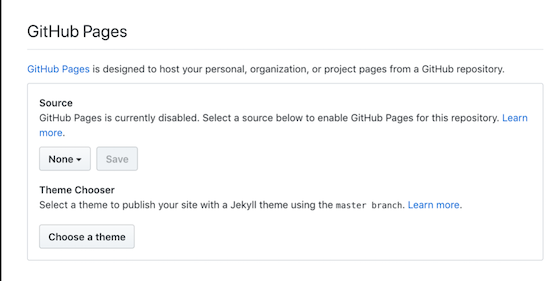 GitHub Pages
GitHub Pages is designed to host your personal, organization, or project pages from a GitHub repository.
Source
GitHub Pages is currently disabled. Select a source below to enable GitHub Pages for this repository. Learn
more.
None Save
Theme Chooser
Select a theme to publish your site with a Jekyll theme using the master branch. Learn more.
Choose a theme